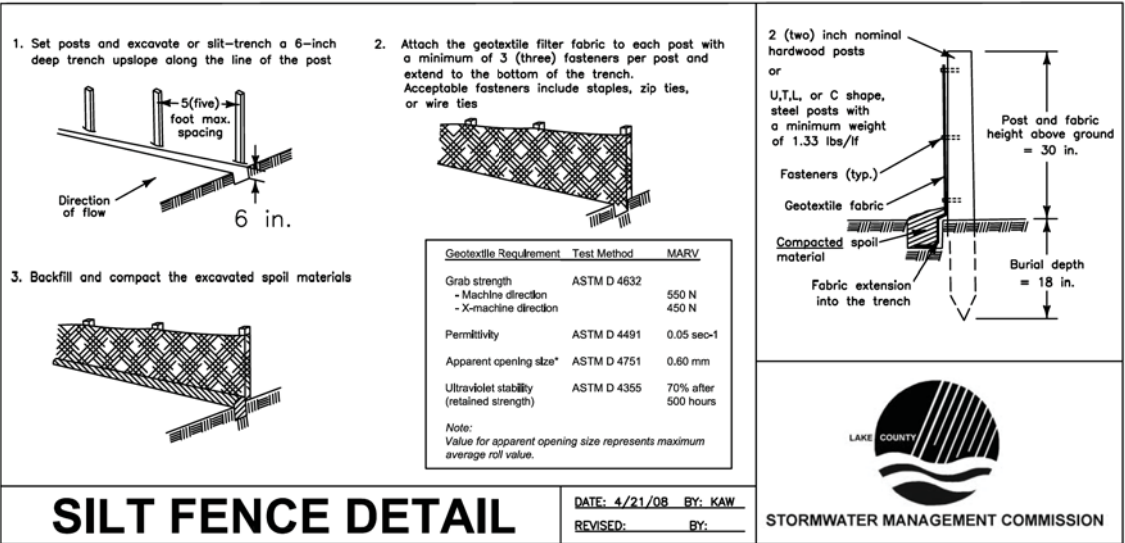 1. Set posts and excavate or slit-trench a 6-inch
deep trench upslope along the line of the post
5(five)
foot max.
spacing
Direction
of flow
6 in.
2. Attach the geotextile filter fabric to each post with
a minimum of 3 (three) fasteners per post and
extend to the bottom of the trench.
Acceptable fasteners include staples, zip ties,
or wire ties
3. Backfill and compact the excavated spoil materials
Geotextile Requirement Test Method MARV
Grab strength ASTM D 4632
- Machine direction 550 N
- X-machine direction 450 N
Permittivity ASTM D 4491 0.05 sec-1
Apparent opening size* ASTM D 4751 0.60 mm
Ultraviolet stability ASTM D 4355 70% after
(retained strength) 500 hours
Note:
Value for apparent opening size represents maximum
average roll value.
2 (two) inch nominal
hardwood posts
or
U,T,L, or C shape,
steel posts with
a minimum weight
of 1.33 lbs/lf
Fasteners (typ.)
Geotextile fabric
Compacted spoil
material
Fabric extension
into the trench
Post and fabric
height above ground
= 30 in.
Burial depth
= 18 in.
SILT FENCE DETAIL
DATE: 4/21/08 BY: KAW
REVISED: BY:
LAKE COUNTY
STORMWATER MANAGEMENT COMMISSION